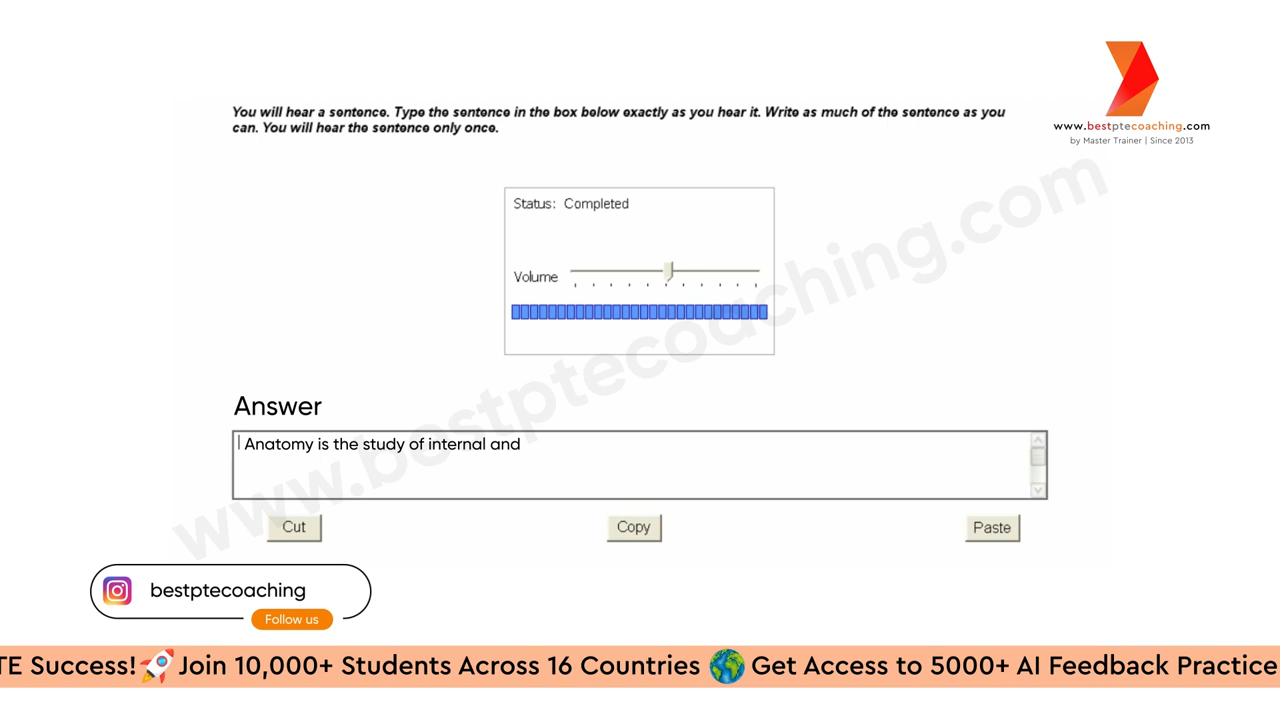 www.bestptecoaching.com
by Master Trainer | Since 2013
You will hear a sentence. Type the sentence in the box below exactly as you hear it. Write as much of the sentence as you
can. You will hear the sentence only once.
Status: Completed
Volume
www.bestptecoaching.com
Answer
Anatomy is the study of internal and
Cut
Copy
Paste
bestptecoaching
Follow us
TE Success!🚀 Join 10,000+ Students Across 16 Countries 🌎 Get Access to 5000+ AI Feedback Practice